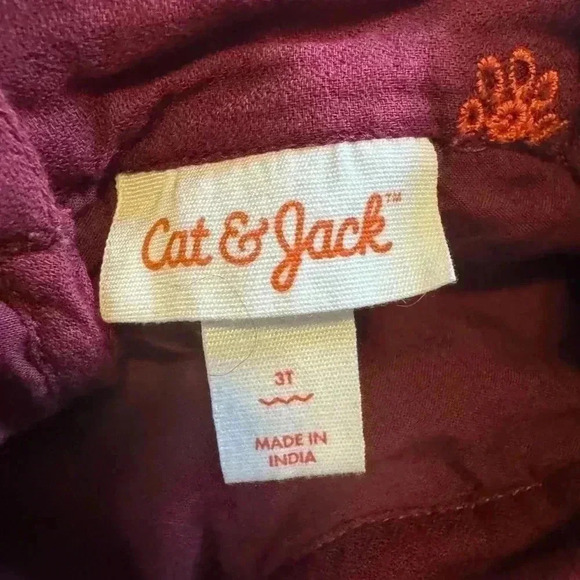 Cat & Jack™
3T
MADE IN
INDIA